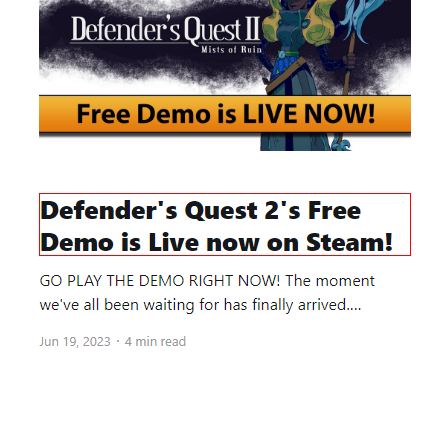 Defender's Quest II
Mists of Ruin
Free Demo is LIVE NOW!
Defender's Quest 2's Free
Demo is Live now on Steam!
GO PLAY THE DEMO RIGHT NOW! The moment
we've all been waiting for has finally arrived....
Jun 19, 2023 · 4 min read